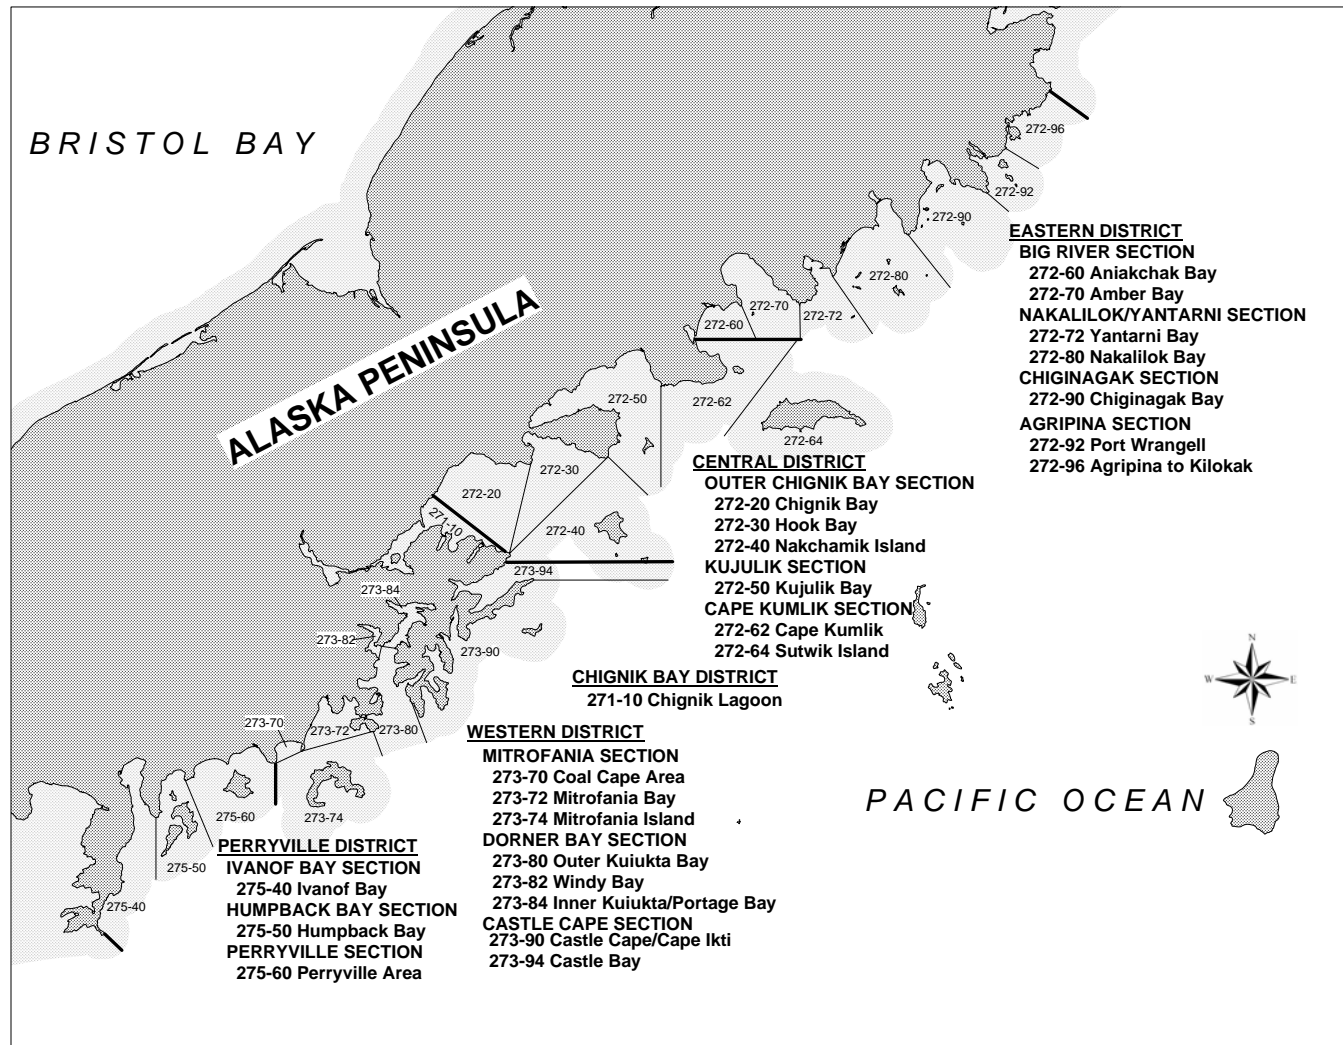 BRISTOL BAY
ALASKA PENINSULA
PACIFIC OCEAN
N
W
E
S
272-96
272-92
272-90
272-80
272-72
272-70
272-60
272-62
272-64
272-50
272-30
272-20
271-10
272-40
273-94
273-84
273-82
273-90
273-70
273-72
273-80
273-74
275-60
275-50
275-40
EASTERN DISTRICT
BIG RIVER SECTION
272-60 Aniakchak Bay
272-70 Amber Bay
NAKALILOK/YANTARNI SECTION
272-72 Yantarni Bay
272-80 Nakalilok Bay
CHIGINAGAK SECTION
272-90 Chiginagak Bay
AGRIPINA SECTION
272-92 Port Wrangell
272-96 Agripina to Kilokak
CENTRAL DISTRICT
OUTER CHIGNIK BAY SECTION
272-20 Chignik Bay
272-30 Hook Bay
272-40 Nakchamik Island
KUJULIK SECTION
272-50 Kujulik Bay
CAPE KUMLIK SECTION
272-62 Cape Kumlik
272-64 Sutwik Island
CHIGNIK BAY DISTRICT
271-10 Chignik Lagoon
WESTERN DISTRICT
MITROFANIA SECTION
273-70 Coal Cape Area
273-72 Mitrofania Bay
273-74 Mitrofania Island
DORNER BAY SECTION
273-80 Outer Kuiukta Bay
273-82 Windy Bay
273-84 Inner Kuiukta/Portage Bay
CASTLE CAPE SECTION
273-90 Castle Cape/Cape Ikti
273-94 Castle Bay
PERRYVILLE DISTRICT
IVANOF BAY SECTION
275-40 Ivanof Bay
HUMPBACK BAY SECTION
275-50 Humpback Bay
PERRYVILLE SECTION
275-60 Perryville Area